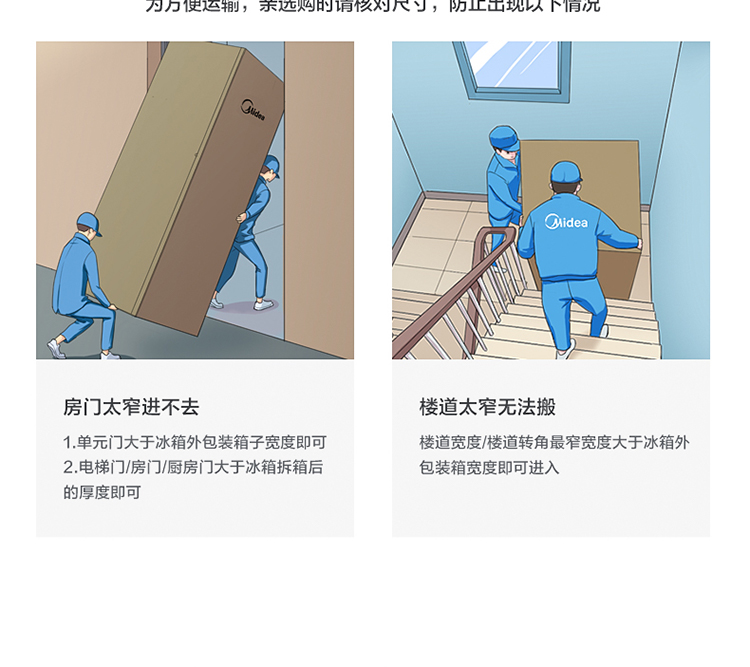 为方便运输，亲选购时请核对尺寸，防止出现以下情况
Midea
Midea
房门太窄进不去
1.单元门大于冰箱外包装箱子宽度即可
2.电梯门/房门/厨房门大于冰箱拆箱后
的厚度即可
楼道太窄无法搬
楼道宽度/楼道转角最窄宽度大于冰箱外
包装箱宽度即可进入